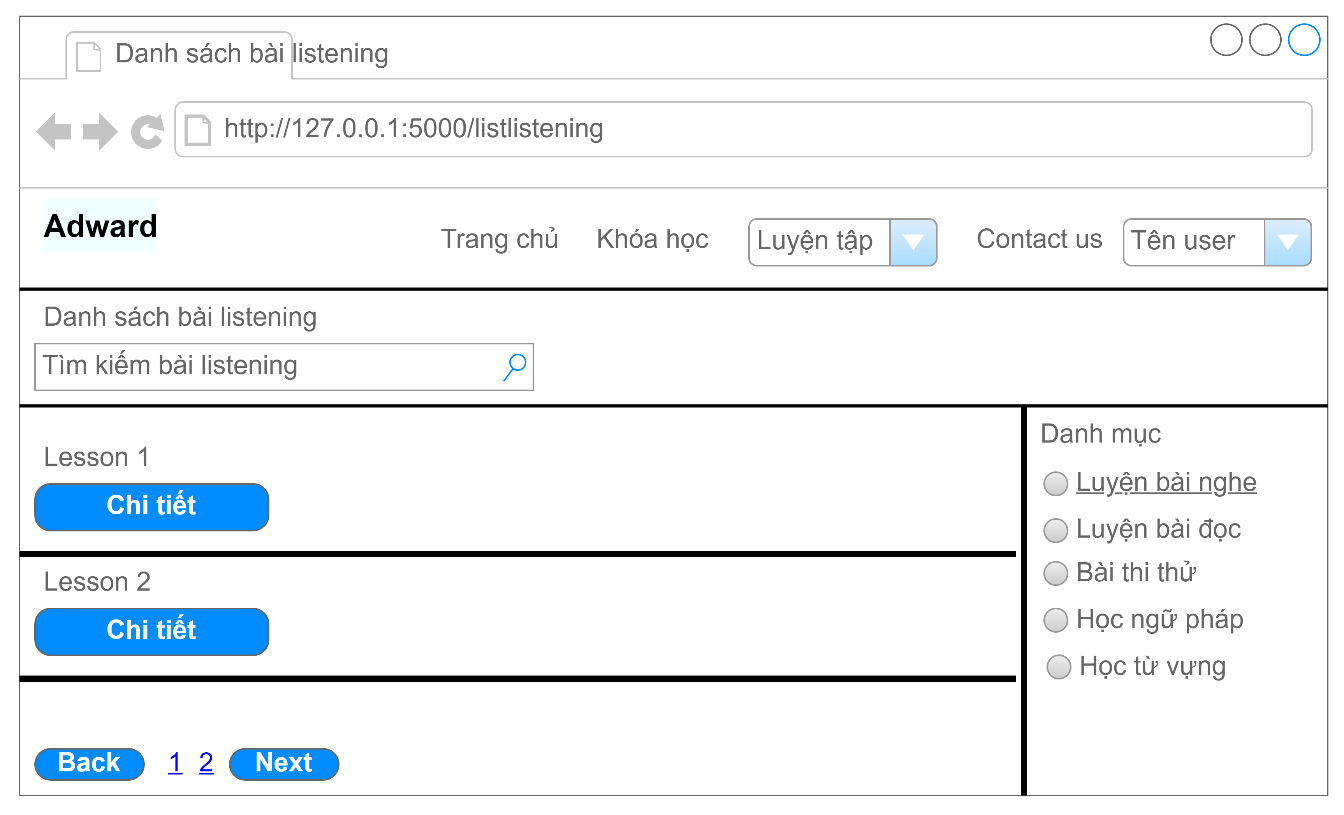 Danh sách bài listening
http://127.0.0.1:5000/listlistening
Adward
Trang chủ Khóa học Luyện tập Contact us Tên user
Danh sách bài listening
Tìm kiếm bài listening
Lesson 1
Chi tiết
Lesson 2
Chi tiết
Back 1 2 Next
Danh mục
Luyện bài nghe
Luyện bài đọc
Bài thi thử
Học ngữ pháp
Học từ vựng